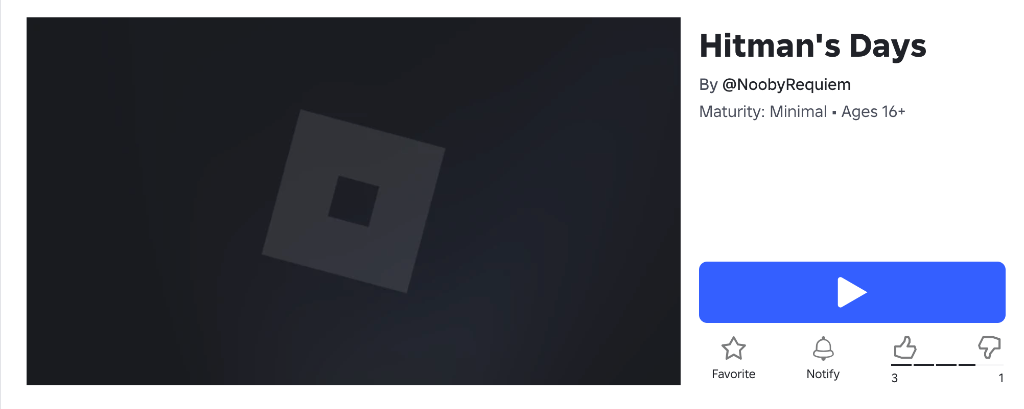 Hitman's Days
By @NoobyRequiem
Maturity: Minimal • Ages 16+
Favorite
Notify
3
1